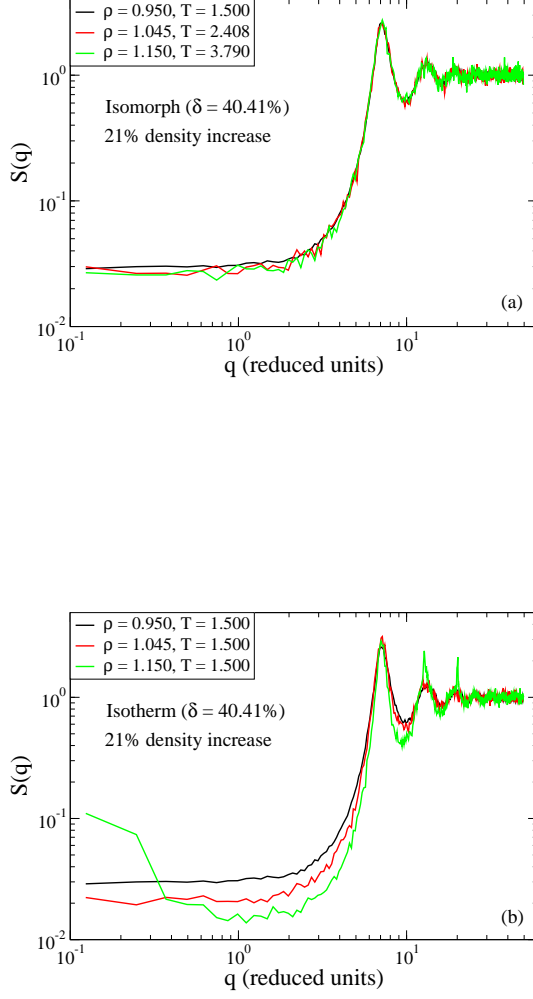 ρ = 0.950, T = 1.500
ρ = 1.045, T = 2.408
ρ = 1.150, T = 3.790
Isomorph (δ = 40.41%)
21% density increase
S(q)
10^0
10^-1
10^-2
(a)
10^-1
10^0
10^1
q (reduced units)
ρ = 0.950, T = 1.500
ρ = 1.045, T = 1.500
ρ = 1.150, T = 1.500
Isotherm (δ = 40.41%)
21% density increase
S(q)
10^0
10^-1
10^-2
(b)
10^-1
10^0
10^1
q (reduced units)